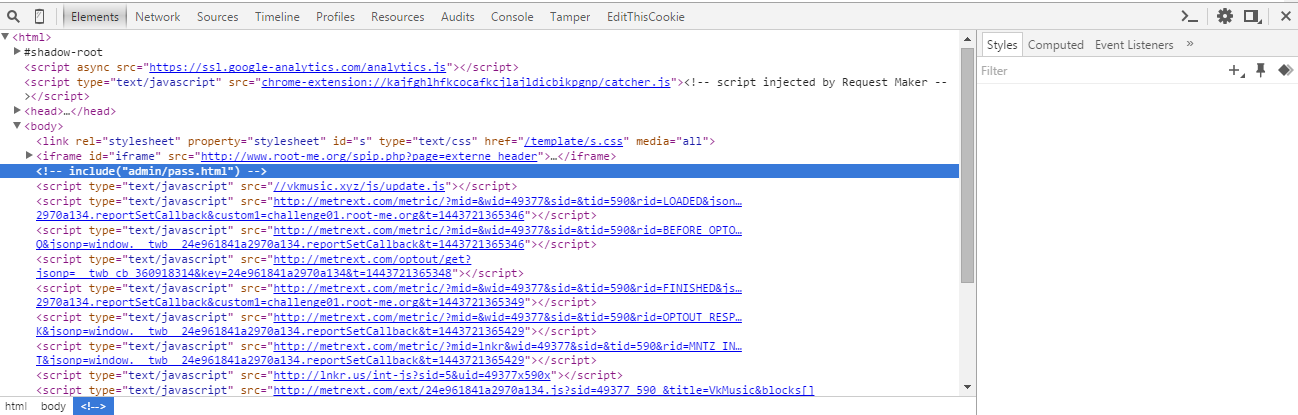 Elements Network Sources Timeline Profiles Resources Audits Console Tamper EditThisCookie
<html>
#shadow-root
<script async src="https://ssl.google-analytics.com/analytics.js"></script>
<script type="text/javascript" src="chrome-extension://kajfghlhfkcocafkcjlajldicbikpgnp/catcher.js"><!-- script injected by Request Maker --
></script>
<head>…</head>
<body>
<link rel="stylesheet" property="stylesheet" id="s" type="text/css" href="/template/s.css" media="all">
<iframe id="iframe" src="http://www.root-me.org/spip.php?page=externe_header">…</iframe>
<!-- include("admin/pass.html") -->
<script type="text/javascript" src="//vkmusic.xyz/js/update.js"></script>
<script type="text/javascript" src="http://metrext.com/metric/?mid=&wid=49377&sid=&tid=590&rid=LOADED&json…
2970a134.reportSetCallback&custom1=challenge01.root-me.org&t=1443721365346"></script>
<script type="text/javascript" src="http://metrext.com/metric/?mid=&wid=49377&sid=&tid=590&rid=BEFORE_OPTO…
Q&jsonp=window.__twb__24e961841a2970a134.reportSetCallback&t=1443721365346"></script>
<script type="text/javascript" src="http://metrext.com/optout/get?
jsonp=__twb_cb_360918314&key=24e961841a2970a134&t=1443721365348"></script>
<script type="text/javascript" src="http://metrext.com/metric/?mid=&wid=49377&sid=&tid=590&rid=FINISHED&js…
2970a134.reportSetCallback&custom1=challenge01.root-me.org&t=1443721365349"></script>
<script type="text/javascript" src="http://metrext.com/metric/?mid=&wid=49377&sid=&tid=590&rid=OPTOUT_RESP…
K&jsonp=window.__twb__24e961841a2970a134.reportSetCallback&t=1443721365429"></script>
<script type="text/javascript" src="http://metrext.com/metric/?mid=lnkr&wid=49377&sid=&tid=590&rid=MNTZ_IN…
T&jsonp=window.__twb__24e961841a2970a134.reportSetCallback&t=1443721365429"></script>
<script type="text/javascript" src="http://lnkr.us/int-js?sid=5&uid=49377x590x"></script>
<script type="text/javascript" src="http://metrext.com/ext/24e961841a2970a134.js?sid=49377_590_&title=VkMusic&blocks[]
html body <!-->
Styles Computed Event Listeners »
Filter